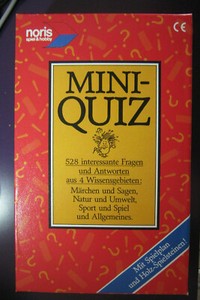 noris
spiel & hobby
CE
MINI-
QUIZ
528 interessante Fragen
und Antworten
aus 4 Wissensgebieten:
Märchen und Sagen,
Natur und Umwelt,
Sport und Spiel
und Allgemeines.
Mit Spielplan
und Holz-Spielsteinen!